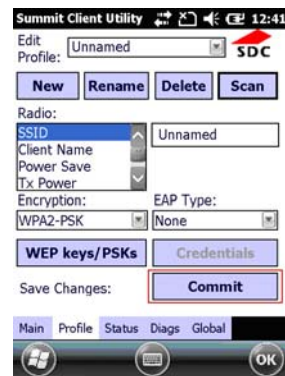 Summit Client Utility 12:41
Edit
Profile: Unnamed
SDC
New Rename Delete Scan
Radio:
SSID Unnamed
Client Name
Power Save
Tx Power
Encryption: EAP Type:
WPA2-PSK None
WEP keys/PSKs Credentials
Save Changes: Commit
Main Profile Status Diags Global
OK